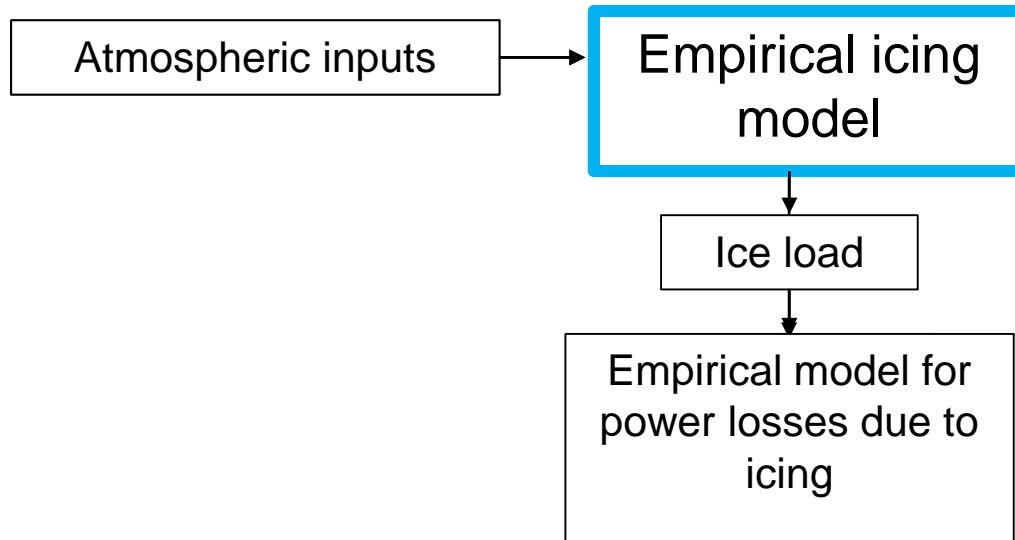 Atmospheric inputs
Empirical icing
model
Ice load
Empirical model for
power losses due to
icing